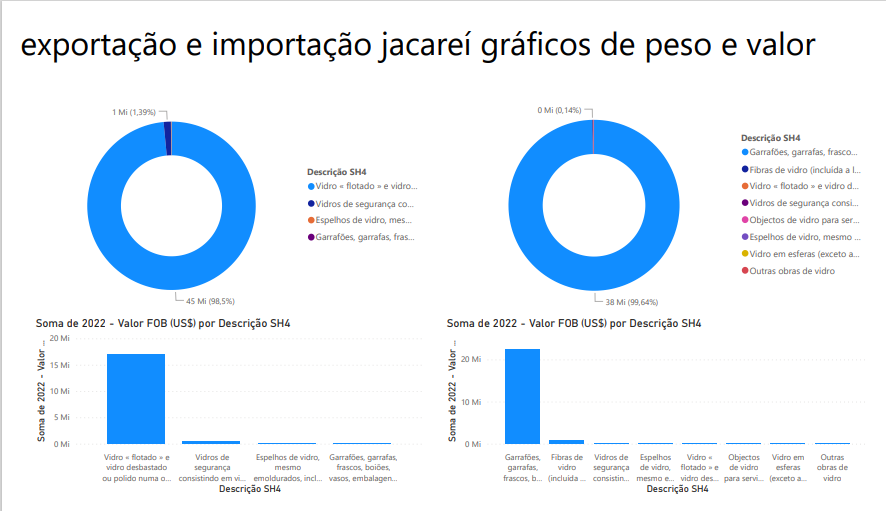 exportação e importação jacareí gráficos de peso e valor
1 Mi (1,39%)
45 Mi (98,5%)
Descrição SH4
Vidro « flotado » e vidro...
Vidros de segurança co...
Espelhos de vidro, mes...
Garrafões, garrafas, fras...
0 Mi (0,14%)
38 Mi (99,64%)
Descrição SH4
Garrafões, garrafas, frasco...
Fibras de vidro (incluída a l...
Vidro « flotado » e vidro d...
Vidros de segurança consi...
Objetos de vidro para ser...
Espelhos de vidro, mesmo ...
Vidro em esferas (exceto a...
Outras obras de vidro
Soma de 2022 - Valor FOB (US$) por Descrição SH4
Soma de 2022 - Valor ...
20 Mi
15 Mi
10 Mi
5 Mi
0 Mi
Vidro « flotado » e
vidro desbastado
ou polido numa o...
Vidros de
segurança
consistindo em vi...
Espelhos de vidro,
mesmo
emoldurados, incl...
Garrafões, garrafas,
frascos, boiões,
vasos, embalagen...
Descrição SH4
Soma de 2022 - Valor FOB (US$) por Descrição SH4
Soma de 2022 - Valor ...
20 Mi
10 Mi
0 Mi
Garrafões,
garrafas,
frascos, b...
Fibras de
vidro
(incluída ...
Vidros de
segurança
consistin...
Espelhos
de vidro,
mesmo e...
Vidro «
flotado » e
vidro des...
Objectos
de vidro
para servi...
Vidro em
esferas
(exceto a...
Outras
obras de
vidro
Descrição SH4